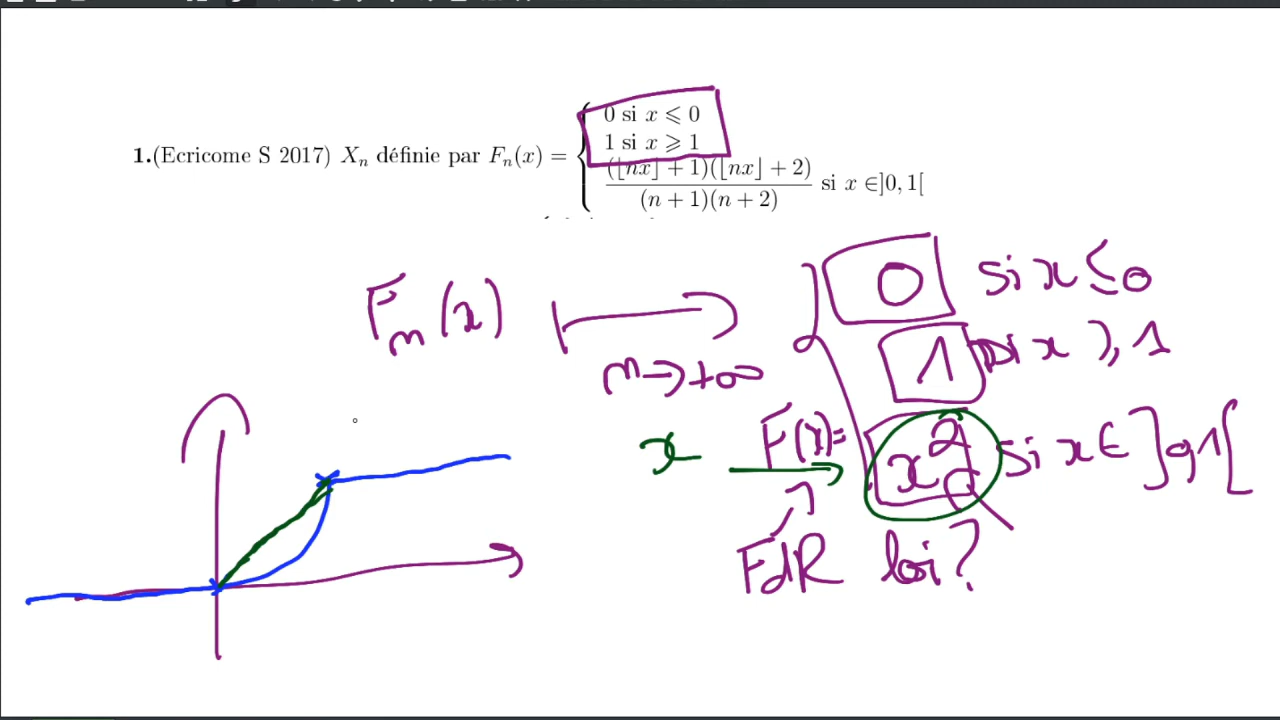 0 si x ⩽ 0
1 si x ⩾ 1
1.(Ecricome S 2017) Xₙ définie par Fₙ(x) =
(⌊nx⌋ + 1)(⌊nx⌋ + 2)
(n + 1)(n + 2)
si x ∈]0, 1[
Fₙ(x) ⟼ 0 si x ≤ 0
n → +∞ 1 si x ⩾ 1
x → F(x) = x² si x ∈ ]0,1[
FdR loi ?